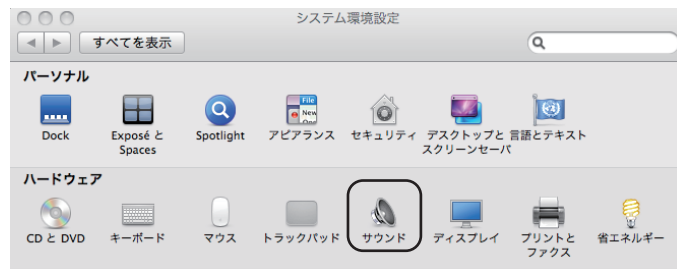 システム環境設定
すべてを表示
パーソナル
Dock
Exposé と
Spaces
Spotlight
File
New
アピアランス
セキュリティ
デスクトップと
スクリーンセーバ
言語とテキスト
ハードウェア
CD と DVD
キーボード
マウス
トラックパッド
サウンド
ディスプレイ
プリントと
ファクス
省エネルギー